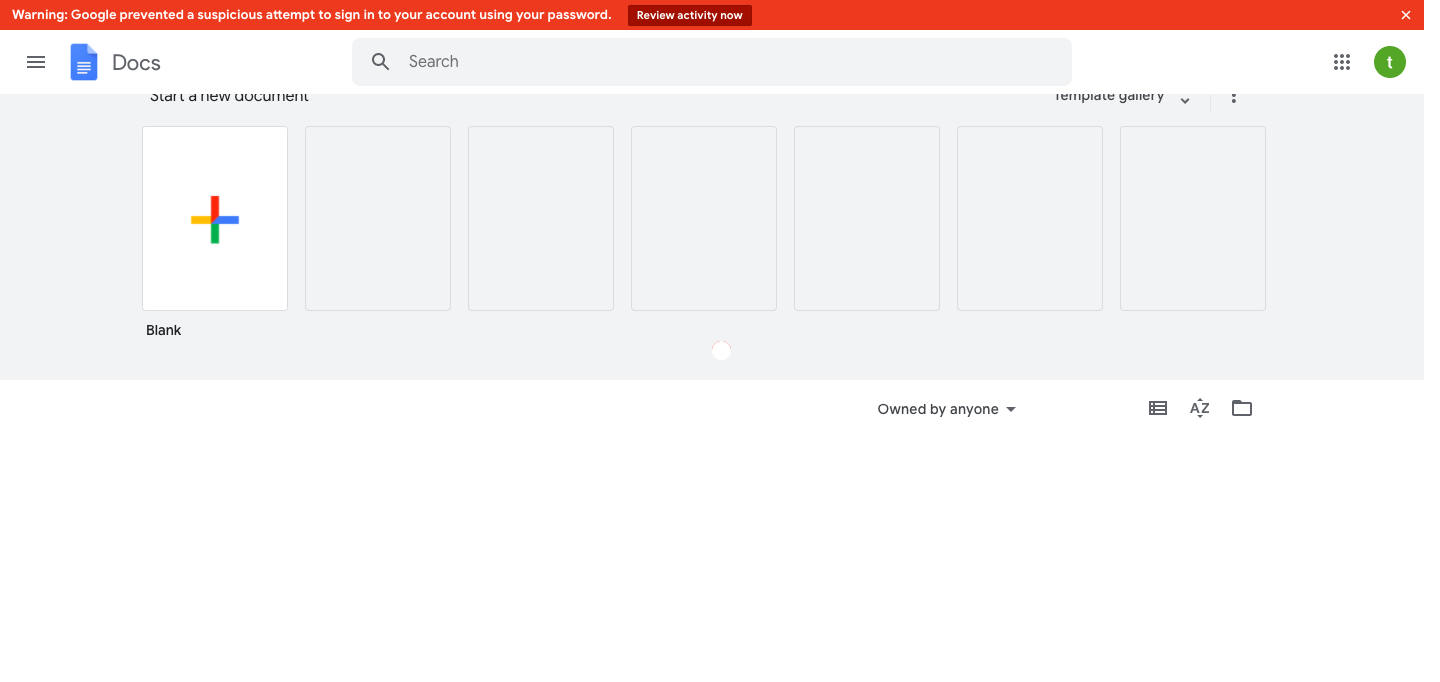 Warning: Google prevented a suspicious attempt to sign in to your account using your password. Review activity now
Docs
Search
t
Start a new document
Template gallery
Blank
Owned by anyone
AZ